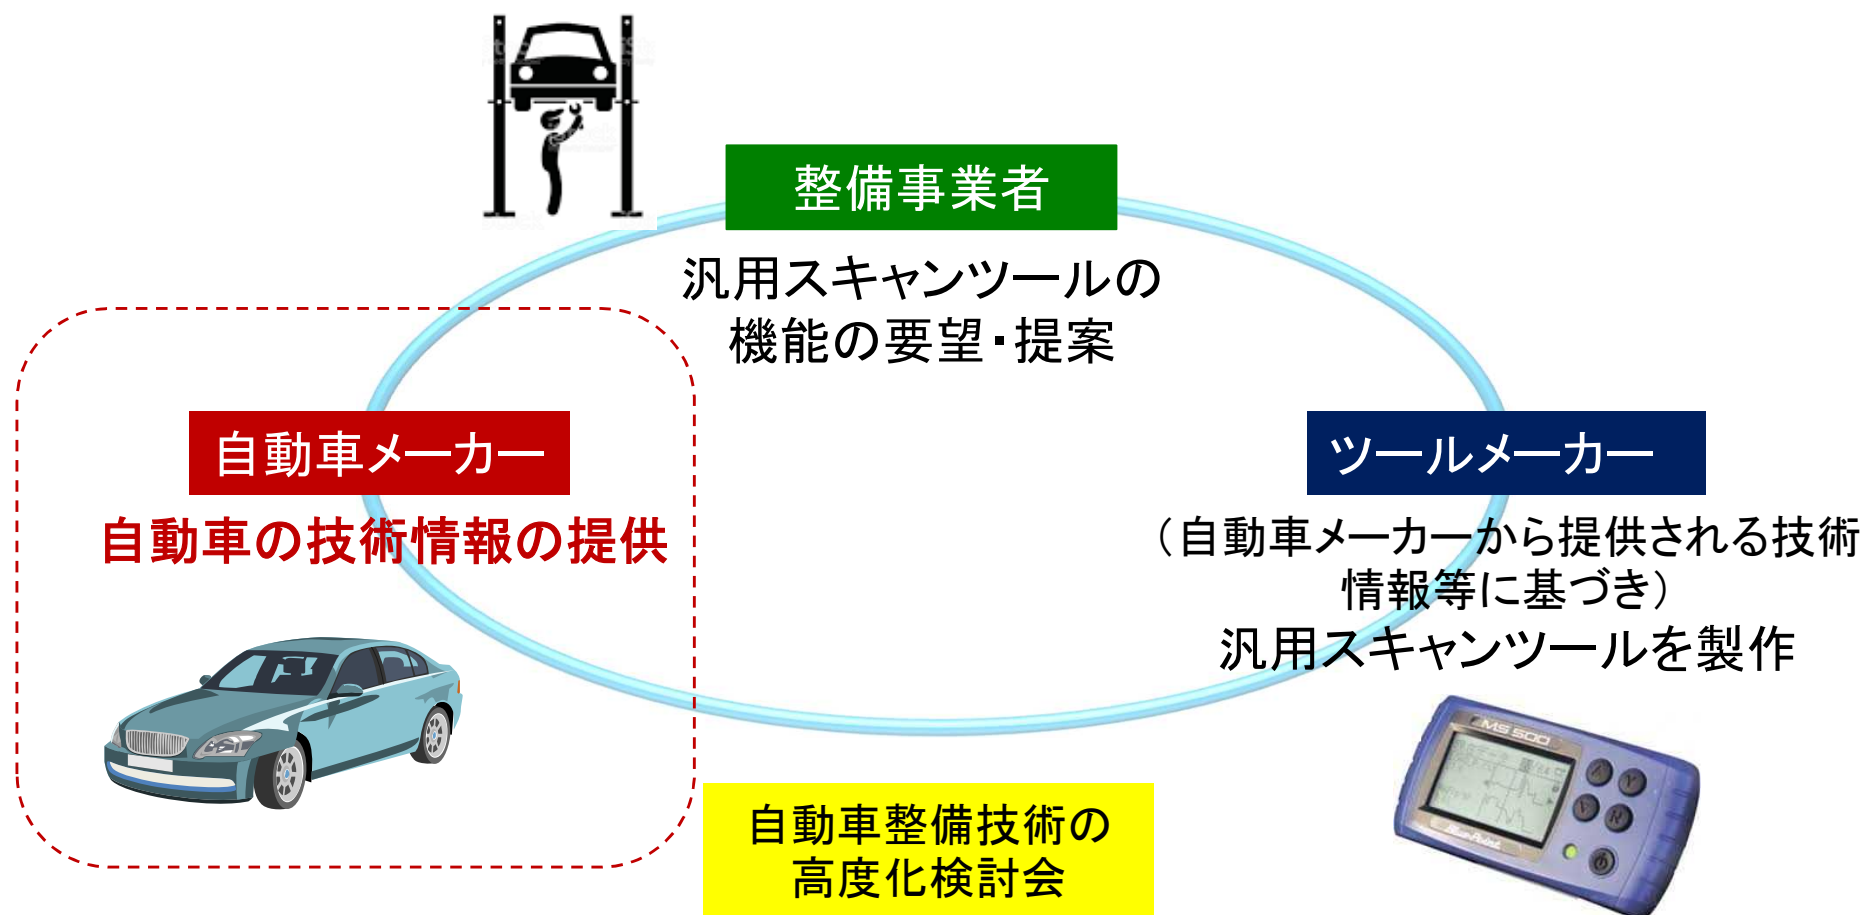 整備事業者
汎用スキャンツールの
機能の要望・提案
自動車メーカー
自動車の技術情報の提供
ツールメーカー
（自動車メーカーから提供される技術
情報等に基づき）
汎用スキャンツールを製作
MS 500
自動車整備技術の
高度化検討会